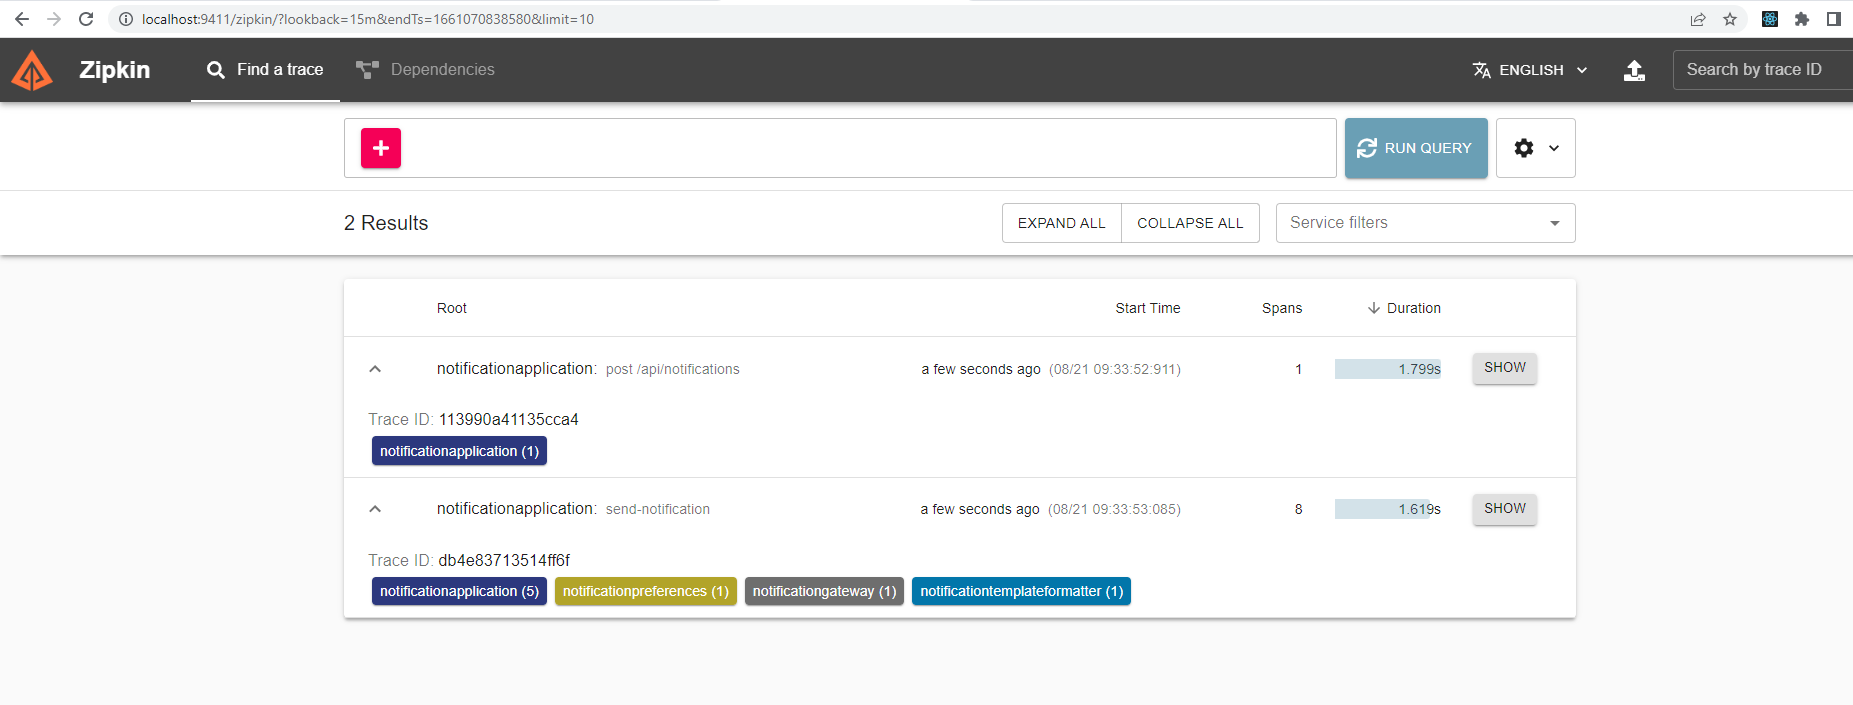 localhost:9411/zipkin/?lookback=15m&endTs=1661070838580&limit=10
Zipkin Find a trace Dependencies ENGLISH Search by trace ID
RUN QUERY
2 Results EXPAND ALL COLLAPSE ALL Service filters
Root Start Time Spans Duration
notificationapplication: post /api/notifications a few seconds ago (08/21 09:33:52:911) 1 1.799s SHOW
Trace ID: 113990a41135cca4
notificationapplication (1)
notificationapplication: send-notification a few seconds ago (08/21 09:33:53:085) 8 1.619s SHOW
Trace ID: db4e83713514ff6f
notificationapplication (5) notificationpreferences (1) notificationgateway (1) notificationtemplateformatter (1)